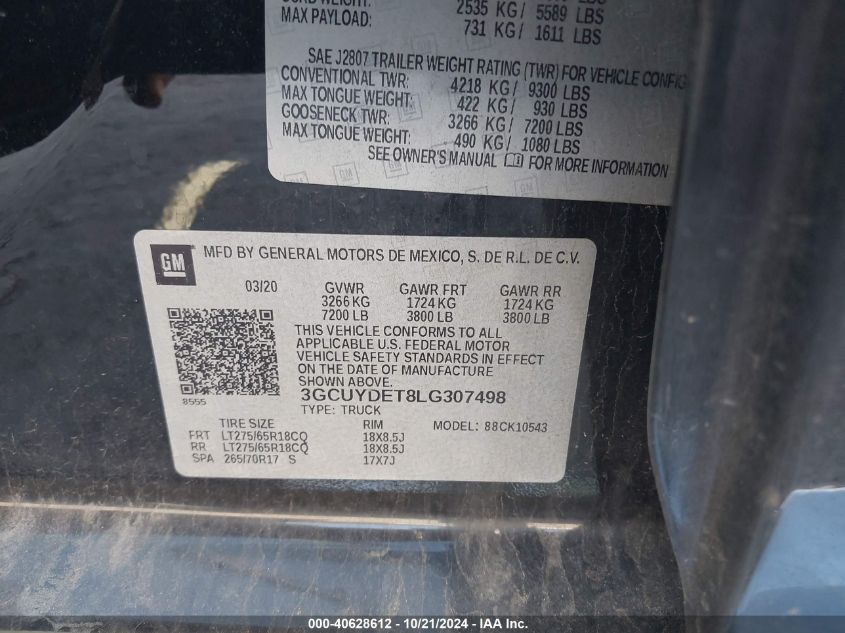 2535 KG / 5589 LBS
MAX PAYLOAD: 731 KG / 1611 LBS
SAE J2807 TRAILER WEIGHT RATING (TWR) FOR VEHICLE CONFIG
CONVENTIONAL TWR: 4218 KG / 9300 LBS
MAX TONGUE WEIGHT: 422 KG / 930 LBS
GOOSENECK TWR: 3266 KG / 7200 LBS
MAX TONGUE WEIGHT: 490 KG / 1080 LBS
SEE OWNER'S MANUAL FOR MORE INFORMATION
GM MFD BY GENERAL MOTORS DE MEXICO, S. DE R.L. DE C.V.
03/20 GVWR GAWR FRT GAWR RR
3266 KG 1724 KG 1724 KG
7200 LB 3800 LB 3800 LB
THIS VEHICLE CONFORMS TO ALL
APPLICABLE U.S. FEDERAL MOTOR
VEHICLE SAFETY STANDARDS IN EFFECT
ON THE DATE OF MANUFACTURE
SHOWN ABOVE.
8555 3GCUYDET8LG307498
TYPE: TRUCK
TIRE SIZE RIM MODEL: 88CK10543
FRT LT275/65R18CQ 18X8.5J
RR LT275/65R18CQ 18X8.5J
SPA 265/70R17 S 17X7J
000-40628612 - 10/21/2024 - IAA Inc.